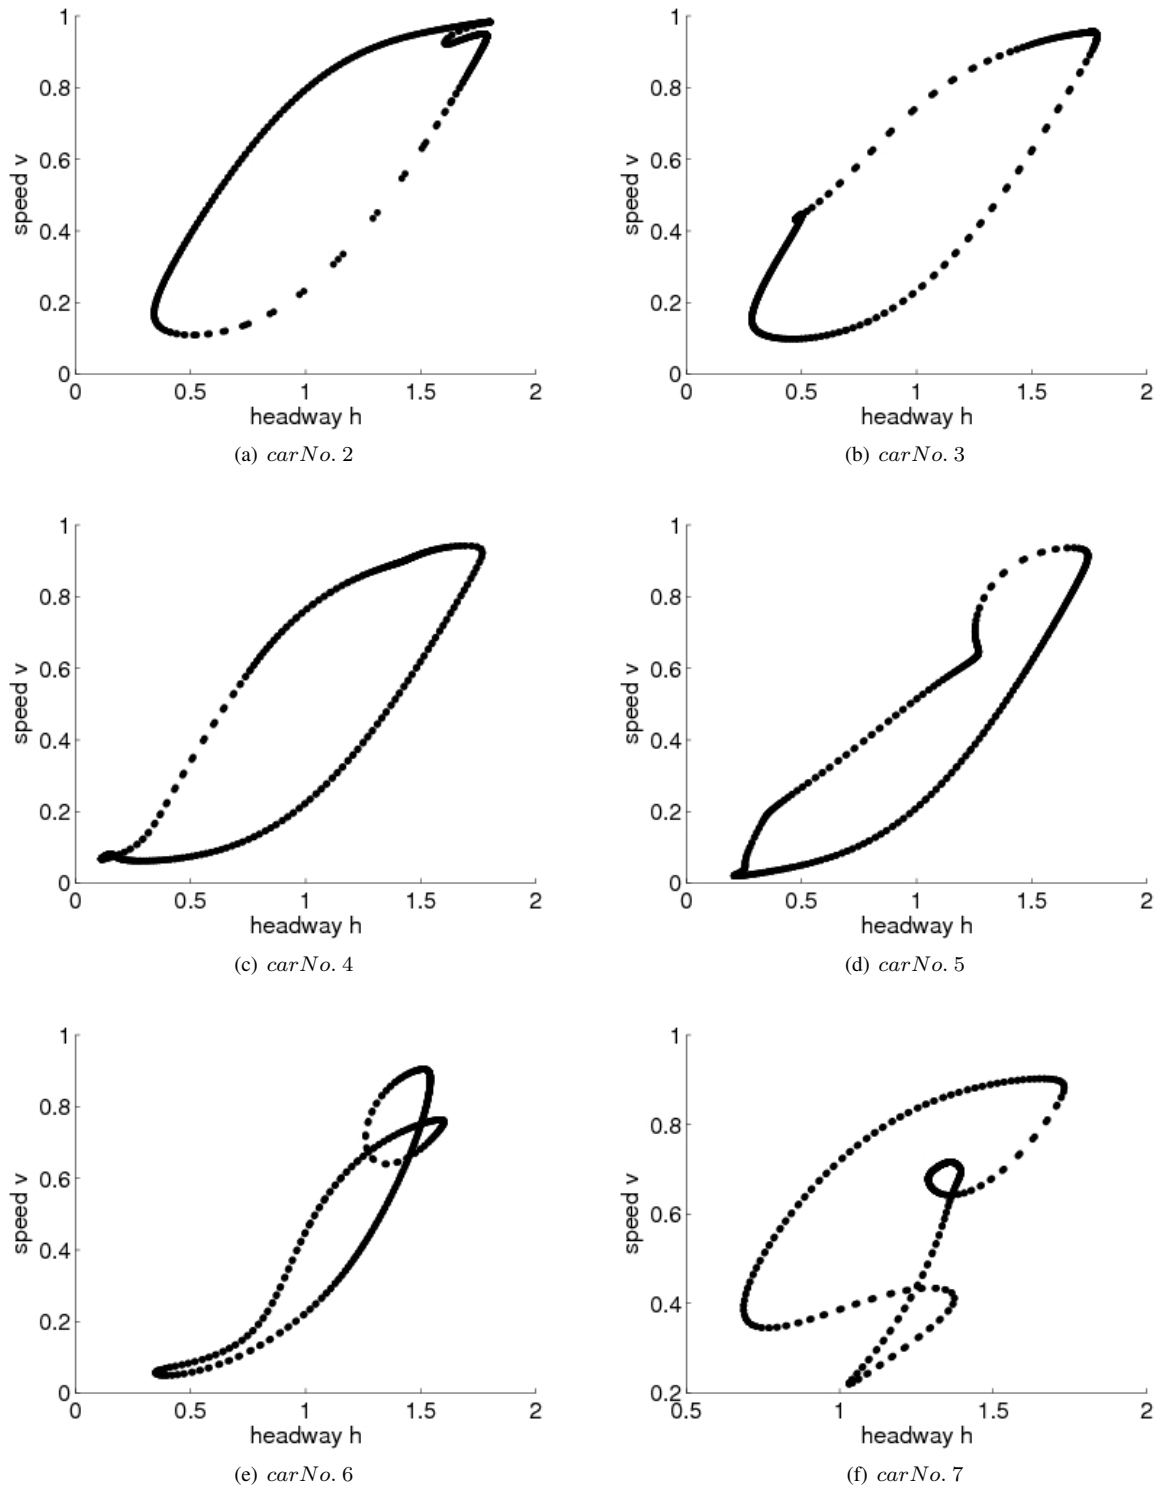 1
0.8
0.6
0.4
0.2
0
speed v
0 0.5 1 1.5 2
headway h
(a) carNo. 2
1
0.8
0.6
0.4
0.2
0
speed v
0 0.5 1 1.5 2
headway h
(b) carNo. 3
1
0.8
0.6
0.4
0.2
0
speed v
0 0.5 1 1.5 2
headway h
(c) carNo. 4
1
0.8
0.6
0.4
0.2
0
speed v
0 0.5 1 1.5 2
headway h
(d) carNo. 5
1
0.8
0.6
0.4
0.2
0
speed v
0 0.5 1 1.5 2
headway h
(e) carNo. 6
1
0.8
0.6
0.4
0.2
speed v
0.5 1 1.5 2
headway h
(f) carNo. 7